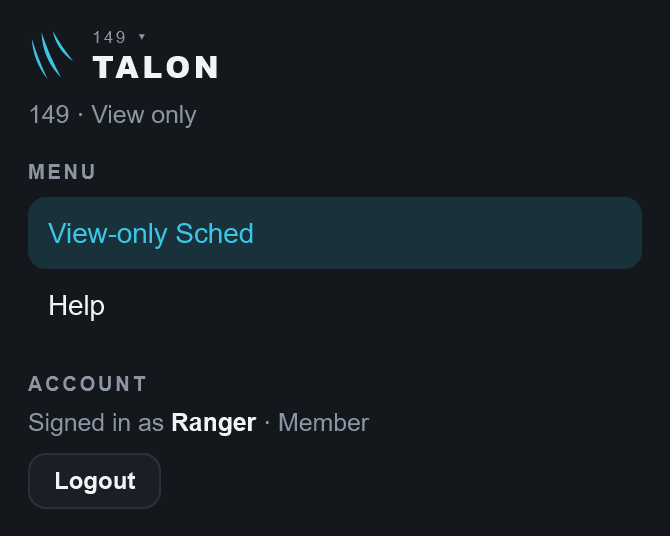 149 ▾
TALON
149 · View only
MENU
View-only Sched
Help
ACCOUNT
Signed in as Ranger · Member
Logout